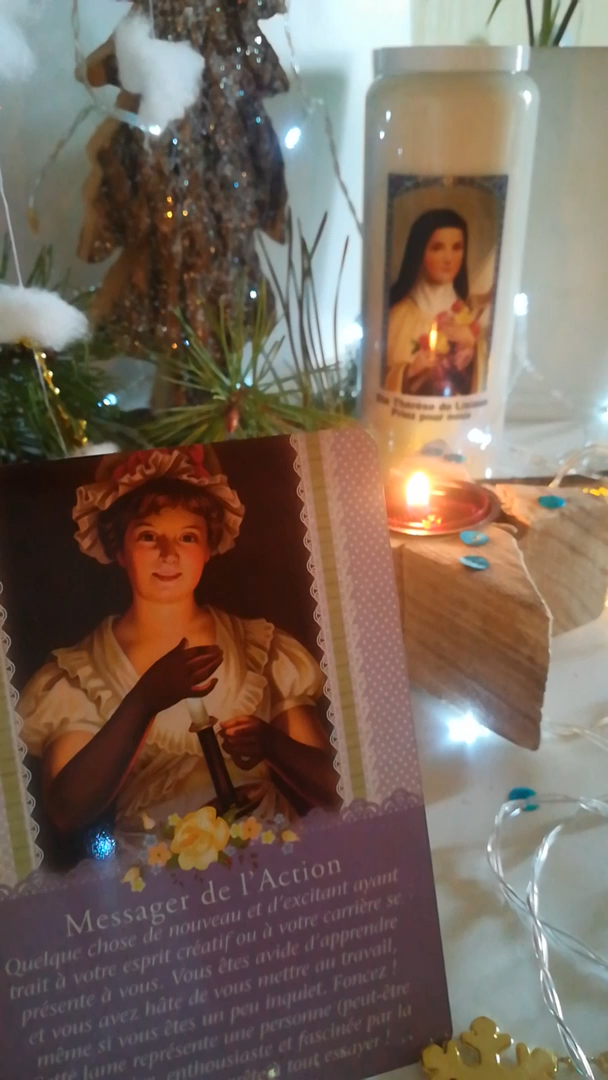 Ste Thérèse de Lisieux
Priez pour nous
Messager de l'Action
Quelque chose de nouveau et d'excitant ayant
trait à votre esprit créatif ou à votre carrière se
présente à vous. Vous êtes avide d'apprendre
et vous avez hâte de vous mettre au travail,
même si vous êtes un peu inquiet. Foncez !
Cette lame représente une personne (peut-être
enthousiaste et fascinée par la
tout essayer !